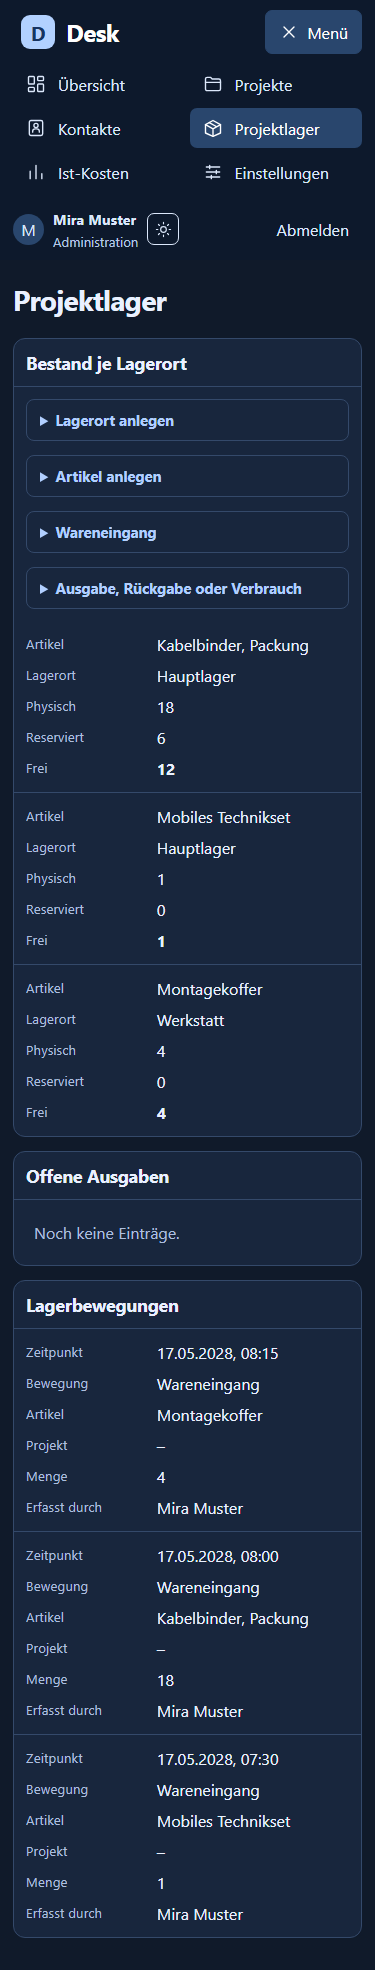 D Desk
Menü
Übersicht
Projekte
Kontakte
Projektlager
Ist-Kosten
Einstellungen
M
Mira Muster
Administration
Abmelden
Projektlager
Bestand je Lagerort
Lagerort anlegen
Artikel anlegen
Wareneingang
Ausgabe, Rückgabe oder Verbrauch
Artikel Kabelbinder, Packung
Lagerort Hauptlager
Physisch 18
Reserviert 6
Frei 12
Artikel Mobiles Technikset
Lagerort Hauptlager
Physisch 1
Reserviert 0
Frei 1
Artikel Montagekoffer
Lagerort Werkstatt
Physisch 4
Reserviert 0
Frei 4
Offene Ausgaben
Noch keine Einträge.
Lagerbewegungen
Zeitpunkt 17.05.2028, 08:15
Bewegung Wareneingang
Artikel Montagekoffer
Projekt –
Menge 4
Erfasst durch Mira Muster
Zeitpunkt 17.05.2028, 08:00
Bewegung Wareneingang
Artikel Kabelbinder, Packung
Projekt –
Menge 18
Erfasst durch Mira Muster
Zeitpunkt 17.05.2028, 07:30
Bewegung Wareneingang
Artikel Mobiles Technikset
Projekt –
Menge 1
Erfasst durch Mira Muster